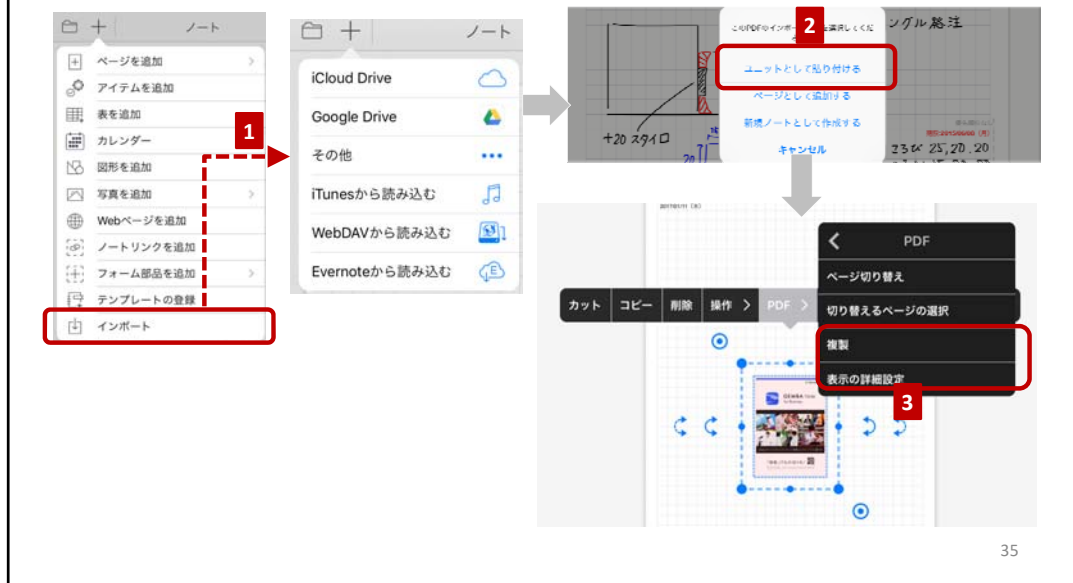 ノート
ページを追加
アイテムを追加
表を追加
カレンダー
図形を追加
写真を追加
Webページを追加
ノートリンクを追加
フォーム部品を追加
テンプレートの登録
インポート
1
ノート
iCloud Drive
Google Drive
その他
iTunesから読み込む
WebDAVから読み込む
Evernoteから読み込む
2
ングル略注
ユニットとして貼り付ける
ページとして追加する
新規ノートとして作成する
キャンセル
+20 スタイロ
20
25,20.20
PDF
ページ切り替え
切り替えるページの選択
複製
表示の詳細設定
カット コピー 削除 操作 PDF
3
GEMBA
35